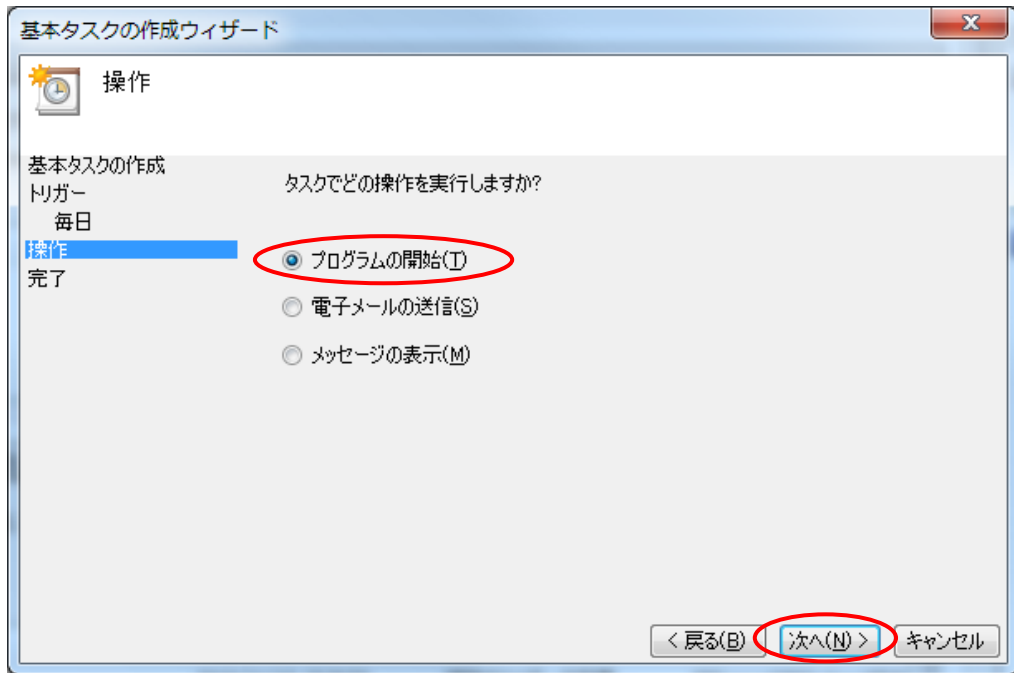 基本タスクの作成ウィザード
操作
基本タスクの作成
トリガー
毎日
操作
完了
タスクでどの操作を実行しますか?
プログラムの開始(T)
電子メールの送信(S)
メッセージの表示(M)
< 戻る(B) 次へ(N) > キャンセル